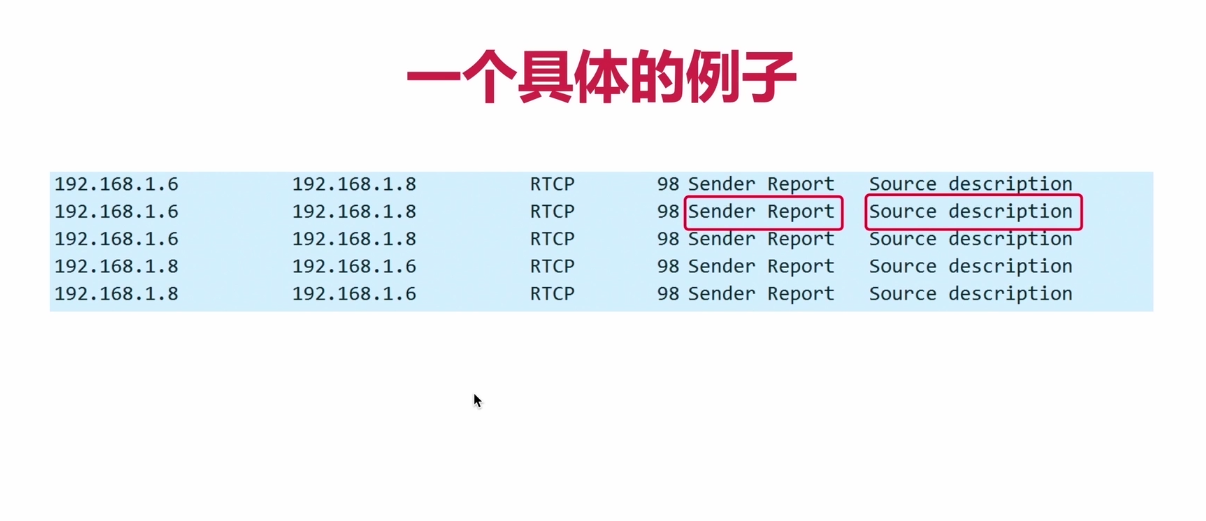 一个具体的例子
192.168.1.6 192.168.1.8 RTCP 98 Sender Report Source description
192.168.1.6 192.168.1.8 RTCP 98 Sender Report Source description
192.168.1.6 192.168.1.8 RTCP 98 Sender Report Source description
192.168.1.8 192.168.1.6 RTCP 98 Sender Report Source description
192.168.1.8 192.168.1.6 RTCP 98 Sender Report Source description